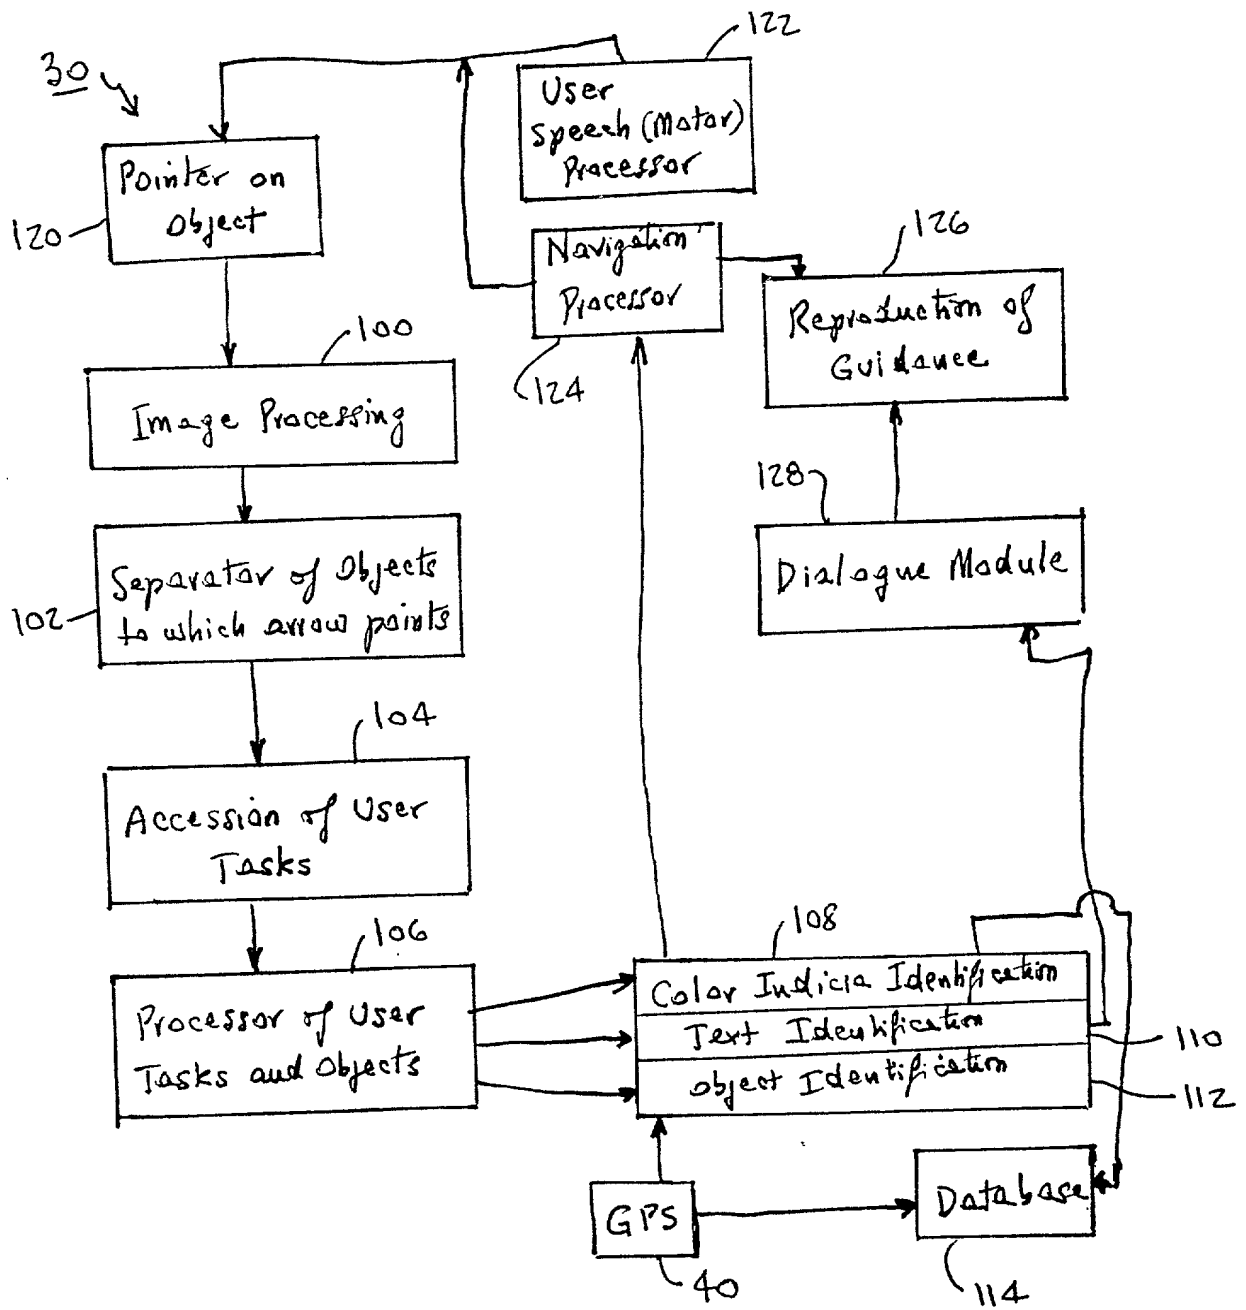 30
122
User
Speech (Motor)
Processor
Pointer on
Object
120
Navigation
Processor
124
126
Reproduction of
Guidance
100
Image Processing
128
Dialogue Module
Separator of Objects
to which arrow points
102
104
Accession of User
Tasks
106
Processor of User
Tasks and Objects
108
Color Indicia Identification
Text Identification
110
Object Identification
112
GPS
40
Database
114